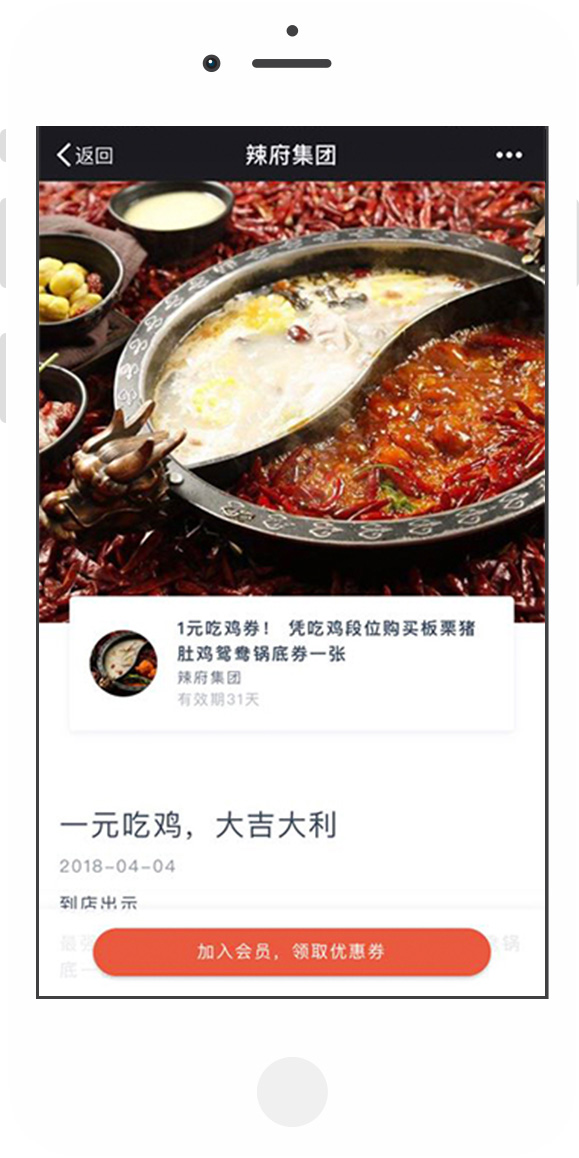 返回
辣府集团
1元吃鸡券！ 凭吃鸡段位购买板栗猪
肚鸡鸳鸯锅底券一张
辣府集团
有效期31天
一元吃鸡，大吉大利
2018-04-04
到店出示
加入会员，领取优惠券
锅
底一